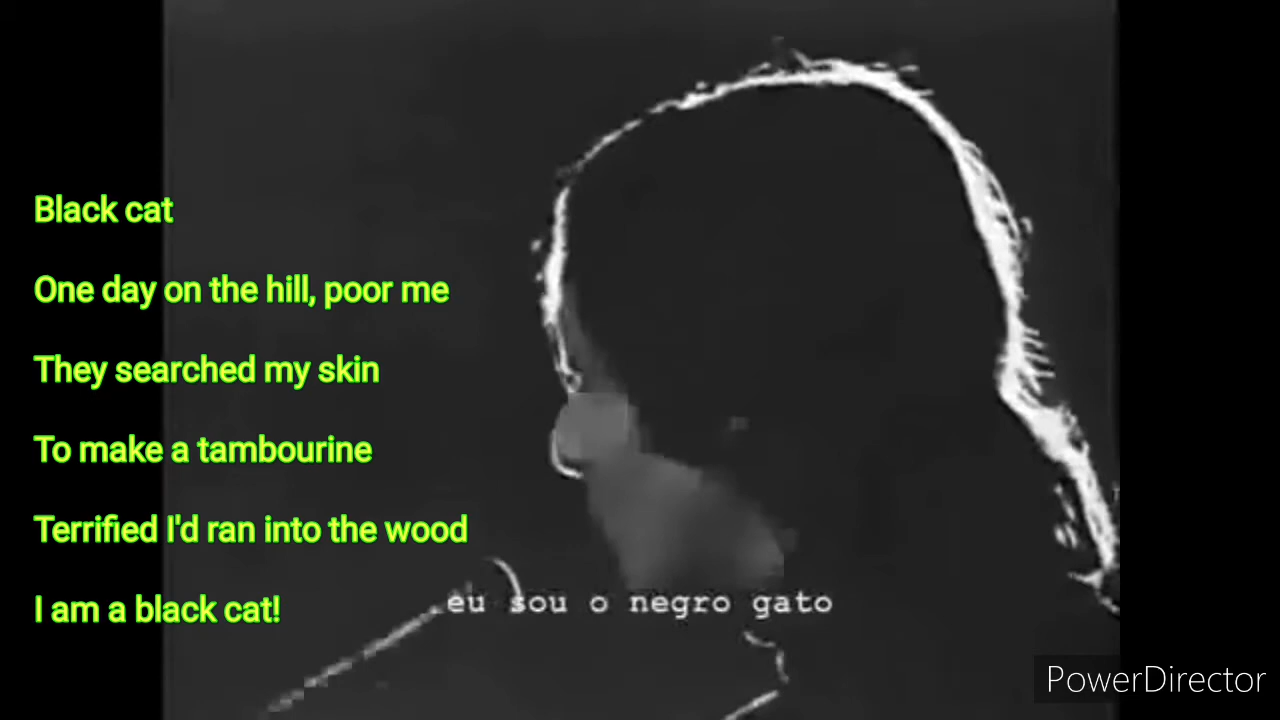 Black cat
One day on the hill, poor me
They searched my skin
To make a tambourine
Terrified I'd ran into the wood
I am a black cat!
eu sou o negro gato
PowerDirector